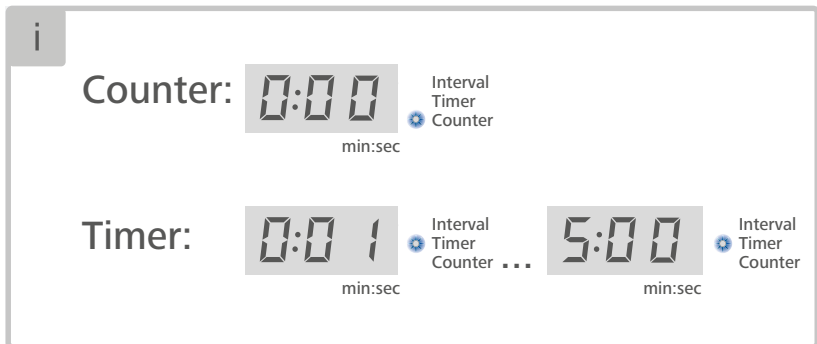 i
Counter: 0:00 Interval
Timer
Counter
min:sec
Timer: 0:01 Interval
Timer
Counter ... 5:00 Interval
Timer
Counter
min:sec min:sec